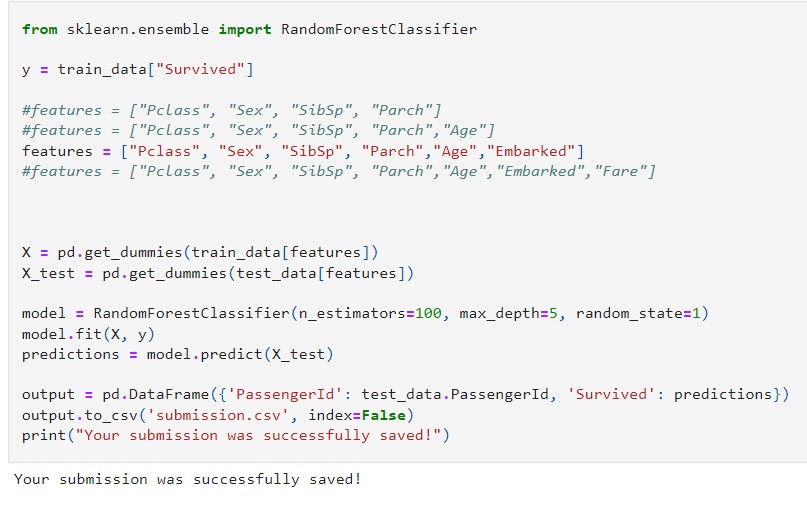 from sklearn.ensemble import RandomForestClassifier
y = train_data["Survived"]
#features = ["Pclass", "Sex", "SibSp", "Parch"]
#features = ["Pclass", "Sex", "SibSp", "Parch","Age"]
features = ["Pclass", "Sex", "SibSp", "Parch","Age","Embarked"]
#features = ["Pclass", "Sex", "SibSp", "Parch","Age","Embarked","Fare"]
X = pd.get_dummies(train_data[features])
X_test = pd.get_dummies(test_data[features])
model = RandomForestClassifier(n_estimators=100, max_depth=5, random_state=1)
model.fit(X, y)
predictions = model.predict(X_test)
output = pd.DataFrame({'PassengerId': test_data.PassengerId, 'Survived': predictions})
output.to_csv('submission.csv', index=False)
print("Your submission was successfully saved!")
Your submission was successfully saved!